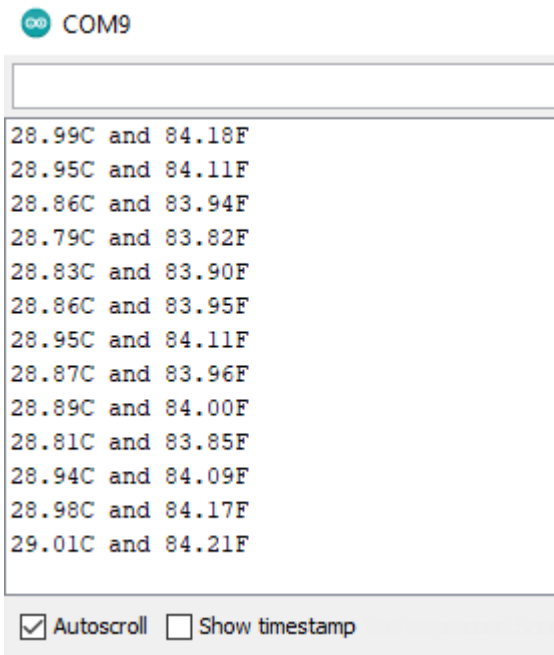 COM9
28.99C and 84.18F
28.95C and 84.11F
28.86C and 83.94F
28.79C and 83.82F
28.83C and 83.90F
28.86C and 83.95F
28.95C and 84.11F
28.87C and 83.96F
28.89C and 84.00F
28.81C and 83.85F
28.94C and 84.09F
28.98C and 84.17F
29.01C and 84.21F
Autoscroll Show timestamp